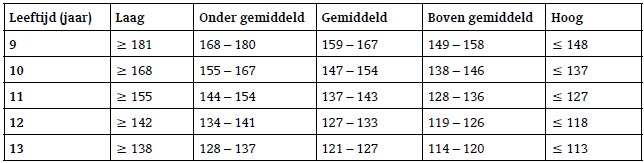 Leeftijd (jaar) Laag Onder gemiddeld Gemiddeld Boven gemiddeld Hoog
9 ≥ 181 168 – 180 159 – 167 149 – 158 ≤ 148
10 ≥ 168 155 – 167 147 – 154 138 – 146 ≤ 137
11 ≥ 155 144 – 154 137 – 143 128 – 136 ≤ 127
12 ≥ 142 134 – 141 127 – 133 119 – 126 ≤ 118
13 ≥ 138 128 – 137 121 – 127 114 – 120 ≤ 113